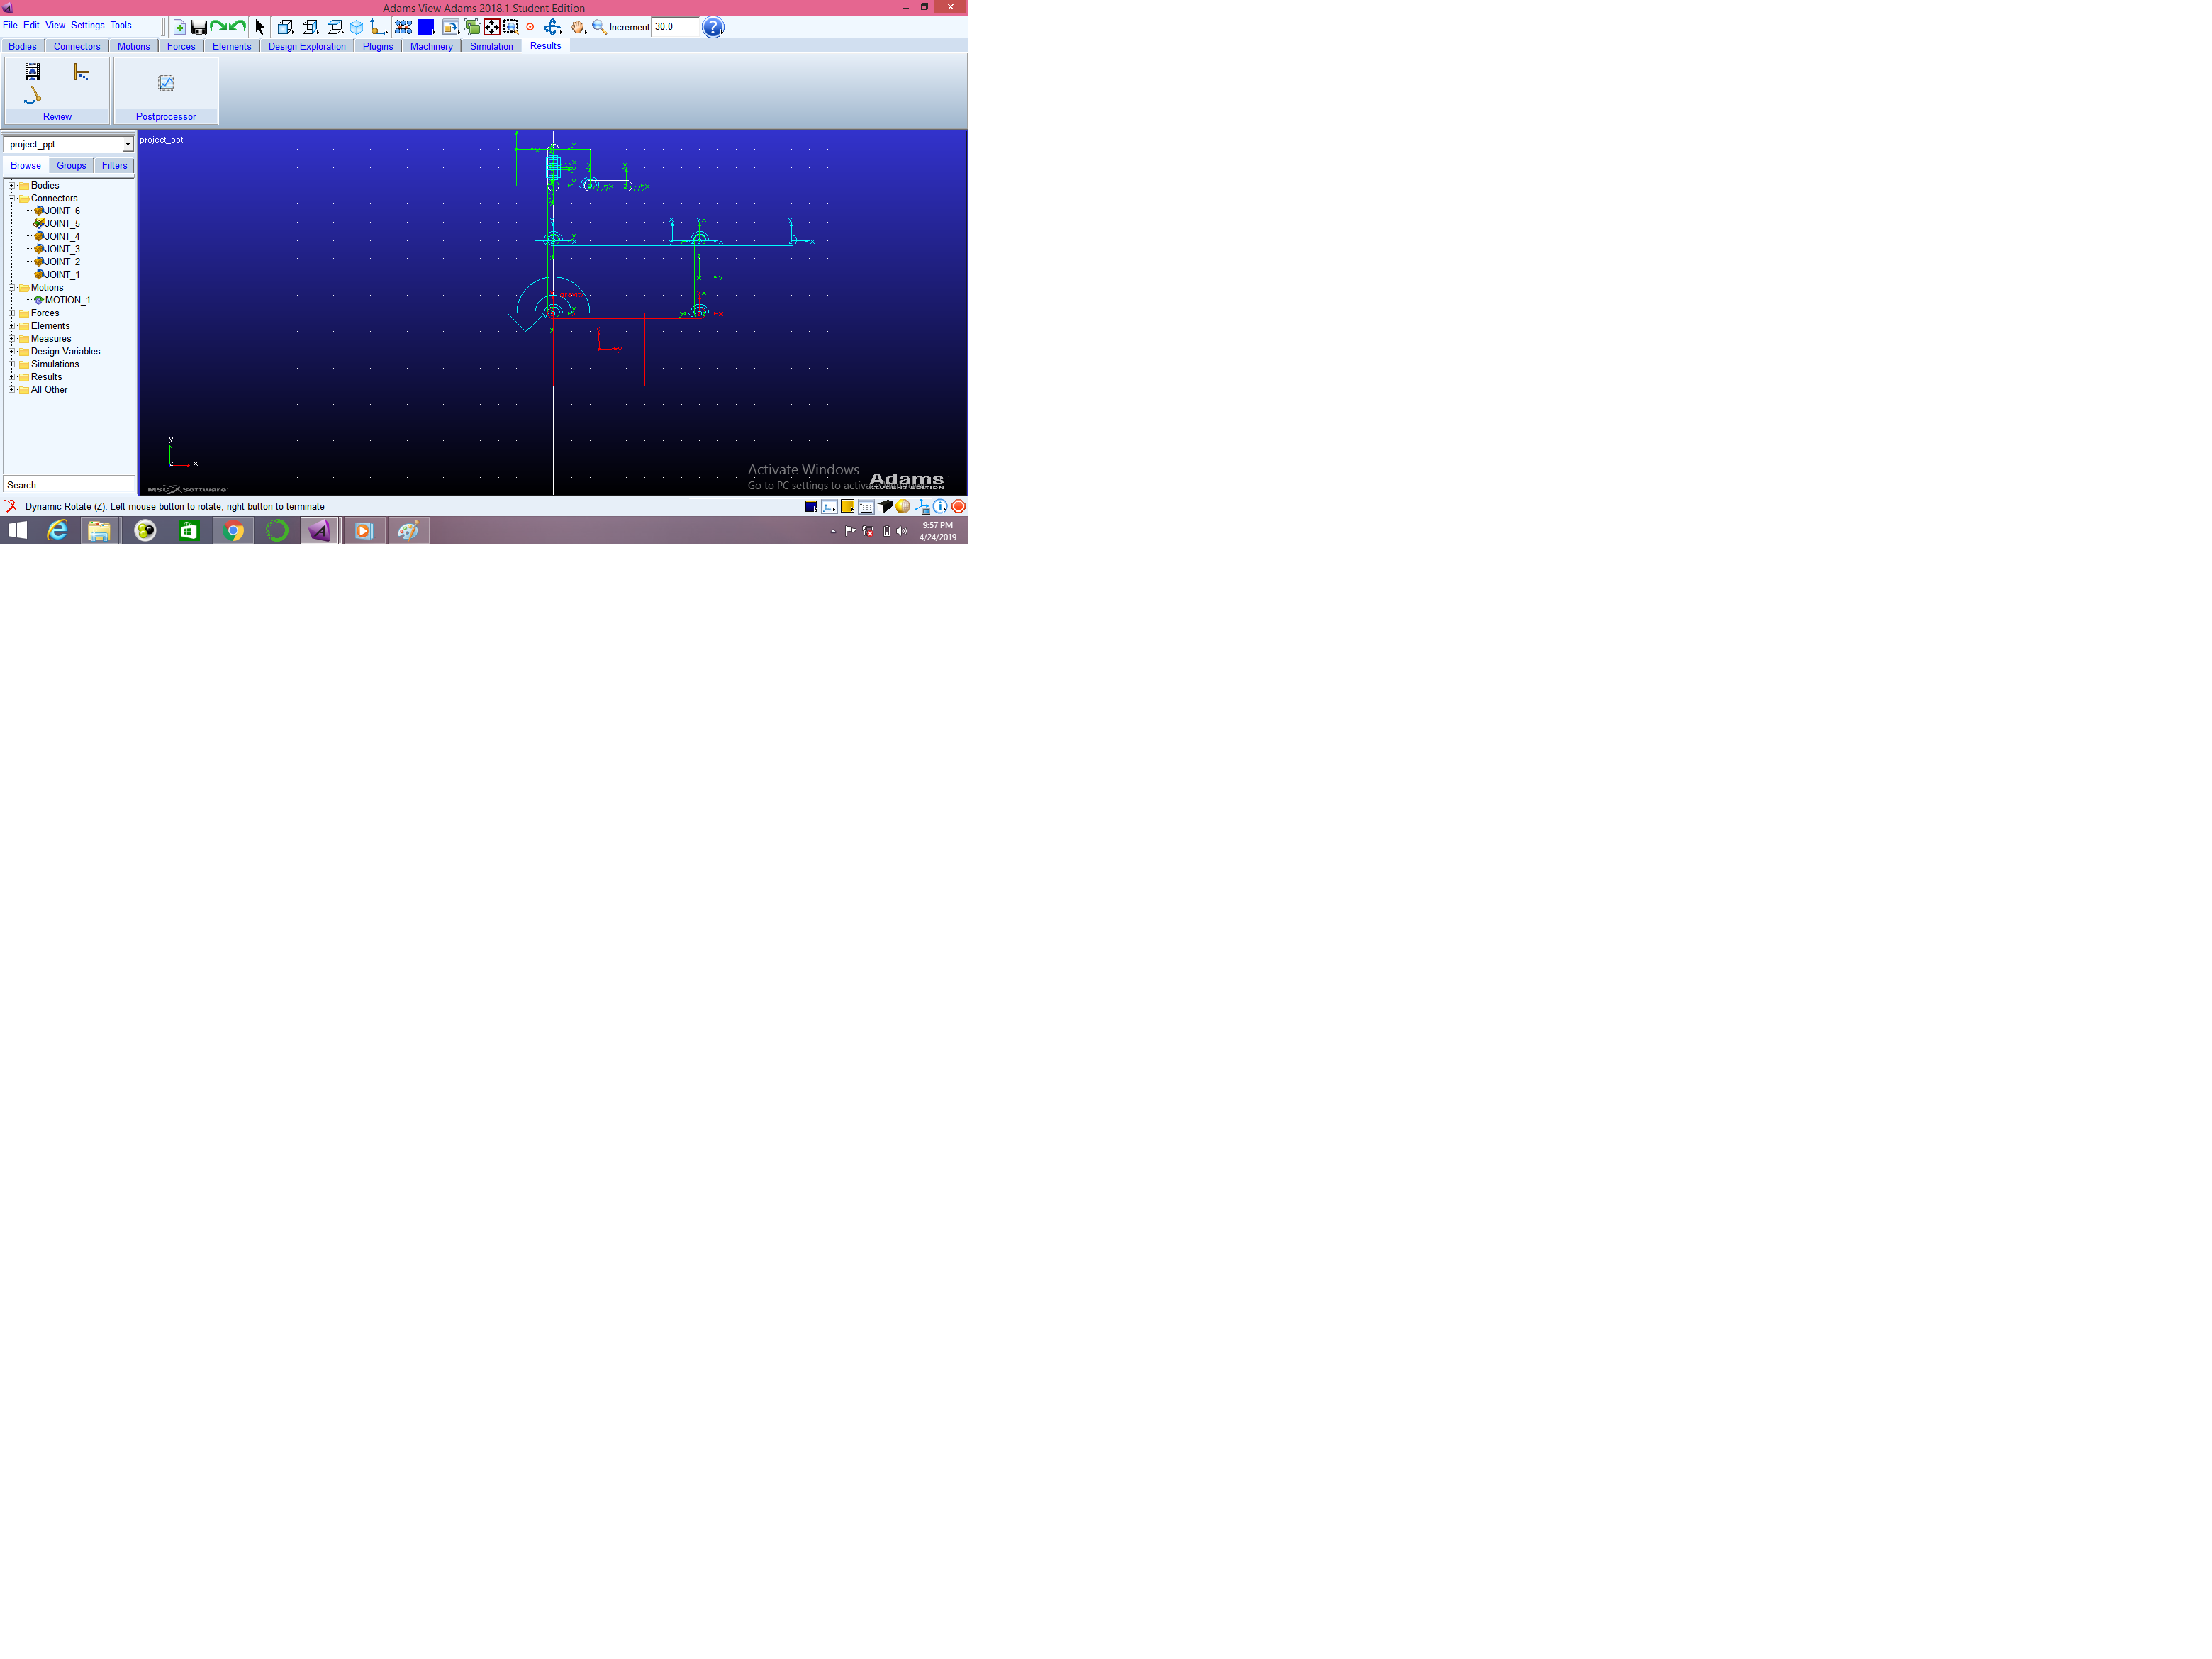 Adams View Adams 2018.1 Student Edition
File Edit View Settings Tools
Increment 30.0
Bodies Connectors Motions Forces Elements Design Exploration Plugins Machinery Simulation Results
Review Postprocessor
.project_ppt
project_ppt
Browse Groups Filters
Bodies
Connectors
JOINT_6
JOINT_5
JOINT_4
JOINT_3
JOINT_2
JOINT_1
Motions
MOTION_1
Forces
Elements
Measures
Design Variables
Simulations
Results
All Other
y
z x
Activate Windows
Go to PC settings to activa
Adams
MSC Software
Search
Dynamic Rotate (Z): Left mouse button to rotate; right button to terminate
9:57 PM
4/24/2019